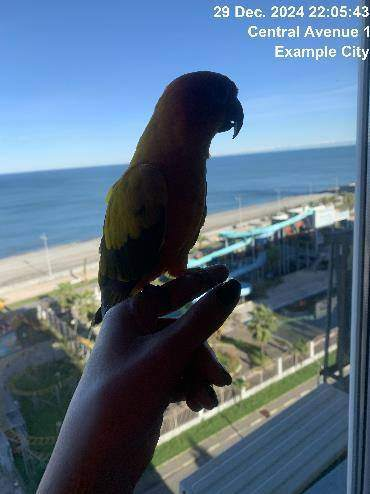 29 Dec. 2024 22:05:43
Central Avenue 1
Example City